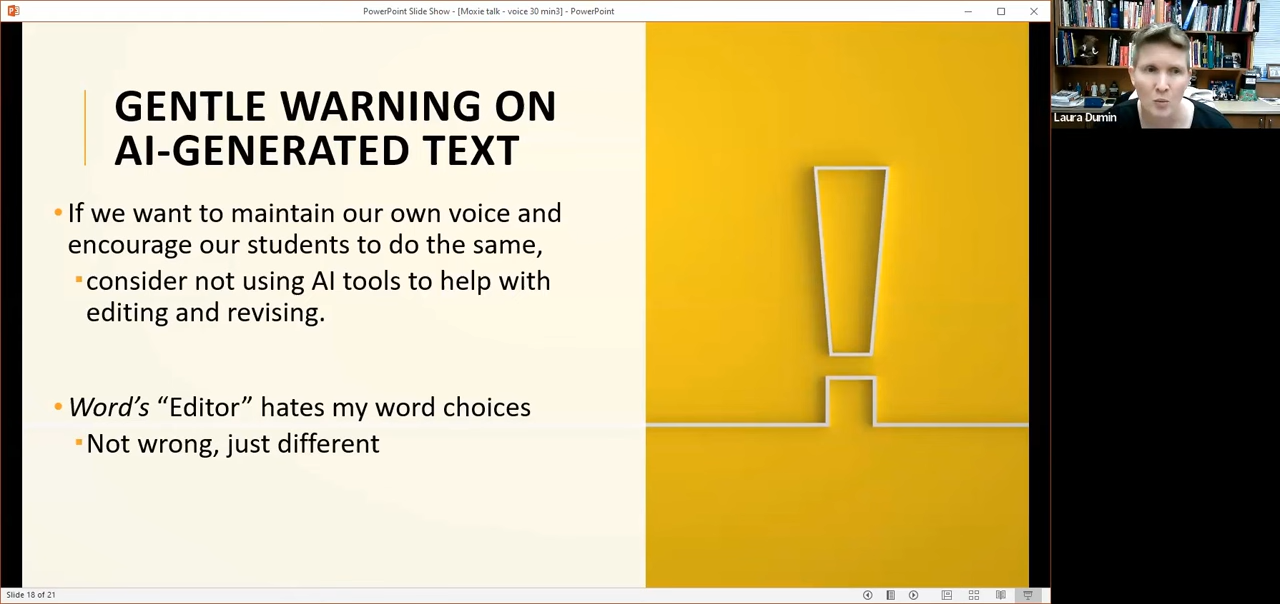 PowerPoint Slide Show - [Moxie talk - voice 30 min3] - PowerPoint
GENTLE WARNING ON
AI-GENERATED TEXT
• If we want to maintain our own voice and
encourage our students to do the same,
▪ consider not using AI tools to help with
editing and revising.
• Word’s “Editor” hates my word choices
▪ Not wrong, just different
Laura Dumin
Slide 18 of 21